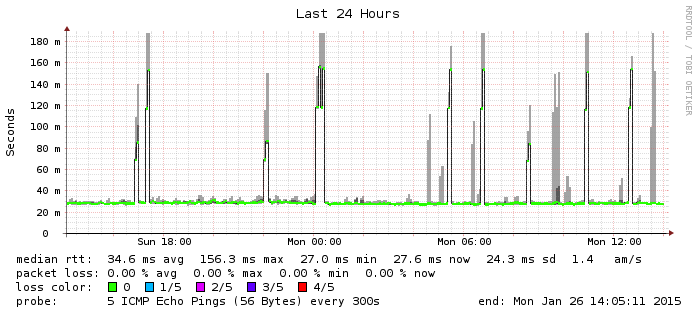 Last 24 Hours
RRDTOOL / TOBI OETIKER
Seconds
180 m
160 m
140 m
120 m
100 m
80 m
60 m
40 m
20 m
0
Sun 18:00 Mon 00:00 Mon 06:00 Mon 12:00
median rtt: 34.6 ms avg 156.3 ms max 27.0 ms min 27.6 ms now 24.3 ms sd 1.4 am/s
packet loss: 0.00 % avg 0.00 % max 0.00 % min 0.00 % now
loss color: 0 1/5 2/5 3/5 4/5
probe: 5 ICMP Echo Pings (56 Bytes) every 300s end: Mon Jan 26 14:05:11 2015